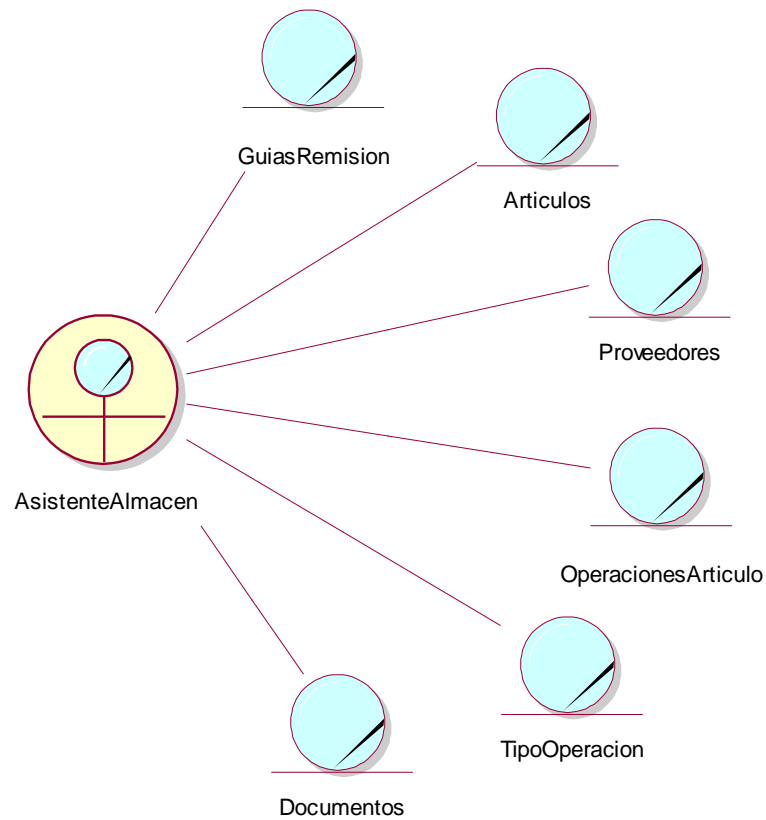 GuiasRemision
Articulos
Proveedores
AsistenteAlmacen
OperacionesArticulo
TipoOperacion
Documentos